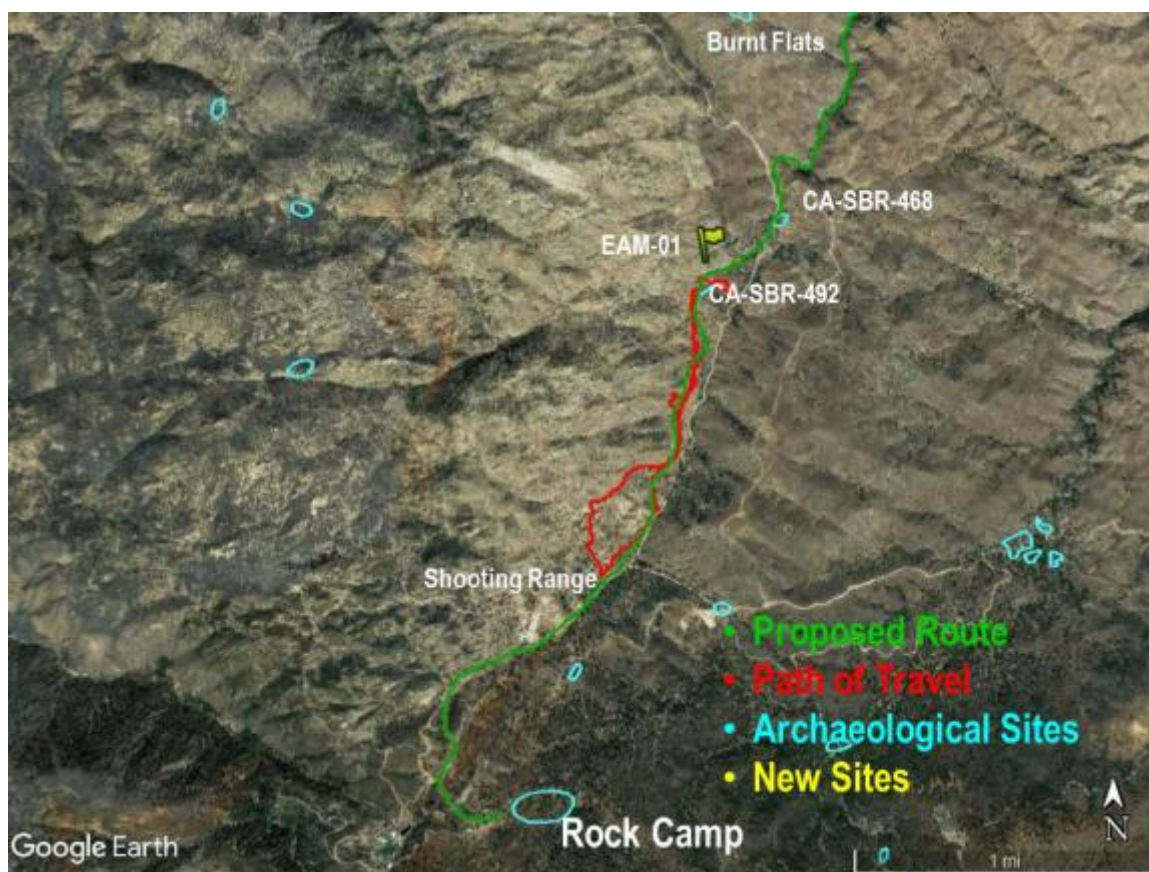 Burnt Flats
CA-SBR-468
EAM-01
CA-SBR-492
Shooting Range
• Proposed Route
• Path of Travel
• Archaeological Sites
• New Sites
Rock Camp
N
Google Earth
1 mi